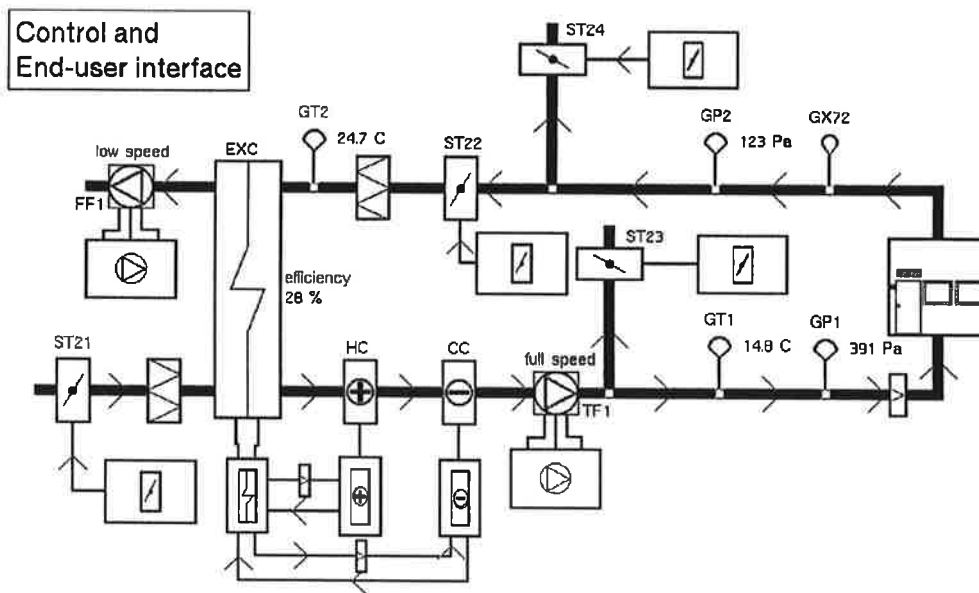 Control and
End-user interface
ST24
GT2
24.7 C
ST22
GP2
123 Pa
GX72
low speed
EXC
FF1
ST23
efficiency
28 %
ST21
HC
CC
full speed
GT1
14.8 C
GP1
391 Pa
TF1